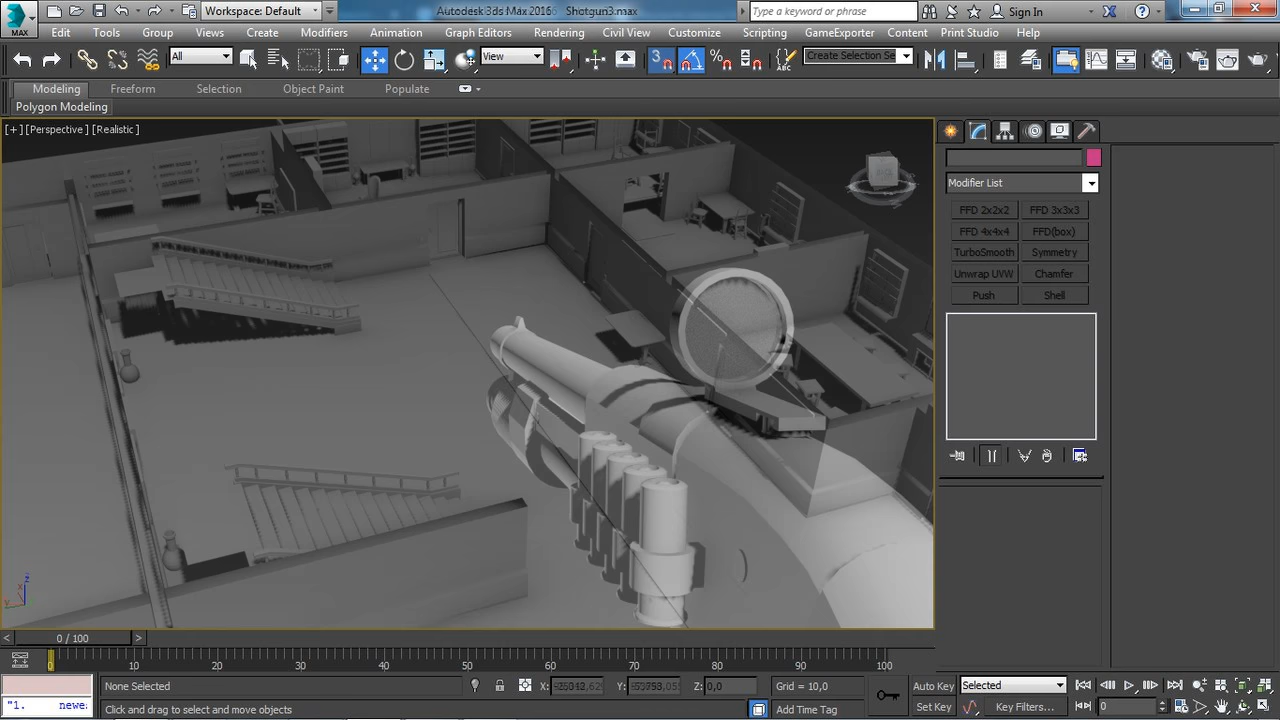 Workspace: Default
Autodesk 3ds Max 2016 Shotgun3.max
Type a keyword or phrase
Sign In
MAX
Edit Tools Group Views Create Modifiers Animation Graph Editors Rendering Civil View Customize Scripting GameExporter Content Print Studio Help
All
View
3
Create Selection Se
Modeling Freeform Selection Object Paint Populate
Polygon Modeling
[+] [Perspective] [Realistic]
Modifier List
FFD 2x2x2 FFD 3x3x3
FFD 4x4x4 FFD(box)
TurboSmooth Symmetry
Unwrap UVW Chamfer
Push Shell
0 / 100
0 10 20 30 40 50 60 70 80 90 100
None Selected
X:
Y:
Z: 0,0
Grid = 10,0
Auto Key Selected
"1. newe
Click and drag to select and move objects
Add Time Tag
Set Key Key Filters... 0